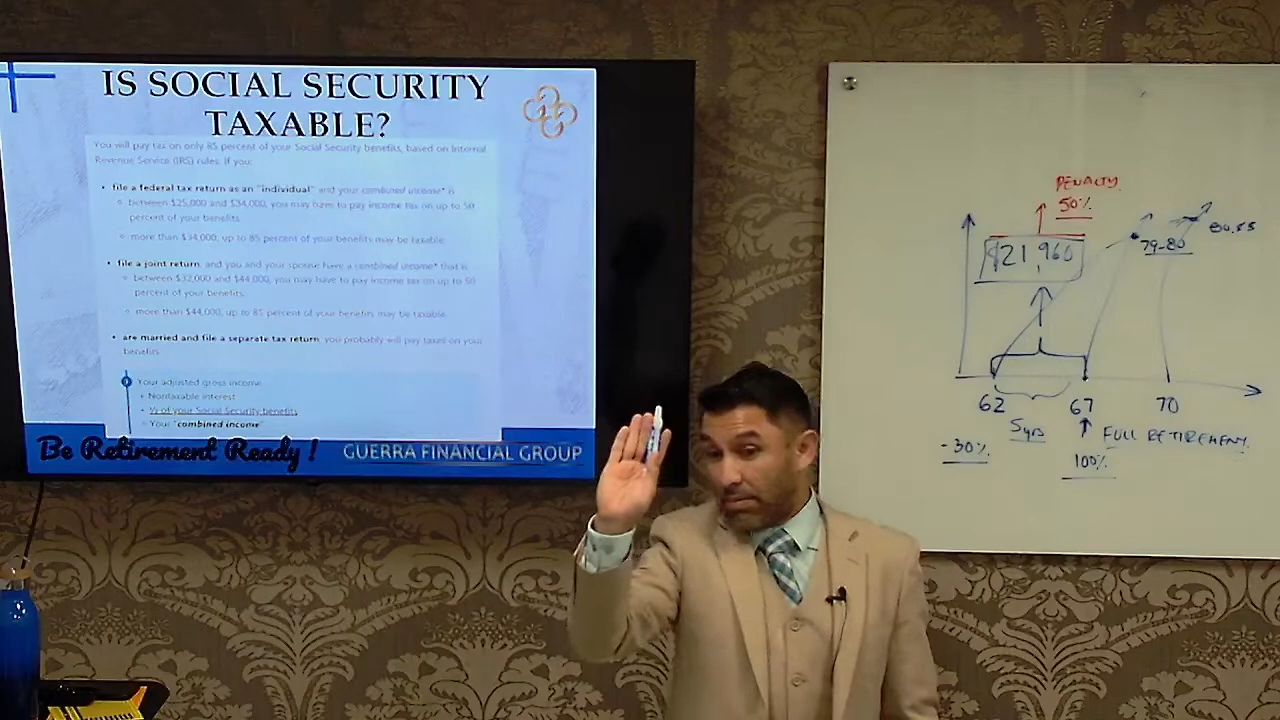 IS SOCIAL SECURITY
TAXABLE?
You will pay tax on only 85 percent of your Social Security benefits, based on Internal
Revenue Service (IRS) rules. If you:
• file a federal tax return as an "individual" and your combined income* is
between $25,000 and $34,000, you may have to pay income tax on up to 50
percent of your benefits.
more than $34,000, up to 85 percent of your benefits may be taxable.
• file a joint return, and you and your spouse have a combined income* that is
between $32,000 and $44,000, you may have to pay income tax on up to 50
percent of your benefits.
more than $44,000, up to 85 percent of your benefits may be taxable.
• are married and file a separate tax return, you probably will pay taxes on your
benefits.
Your adjusted gross income
+ Nontaxable interest
+ ½ of your Social Security benefits
= Your "combined income"
Be Retirement Ready !
GUERRA FINANCIAL GROUP
PENALTY
50%
$21,960
79-80
62
67
70
5 yrs
FULL RETIREMENT
-30%
100%